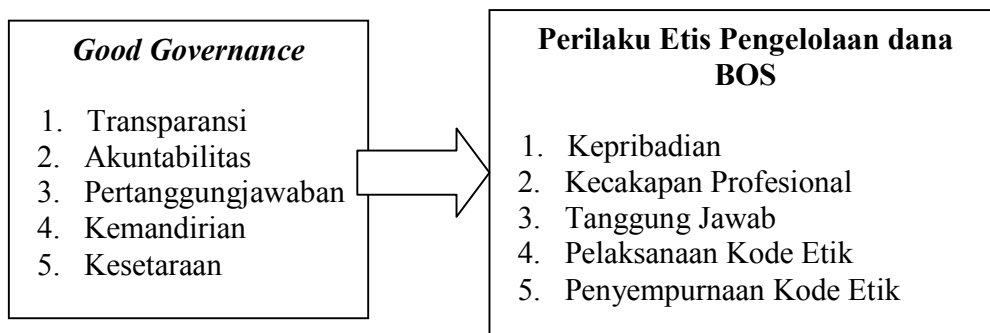 Good Governance
1. Transparansi
2. Akuntabilitas
3. Pertanggungjawaban
4. Kemandirian
5. Kesetaraan
Perilaku Etis Pengelolaan dana
BOS
1. Kepribadian
2. Kecakapan Profesional
3. Tanggung Jawab
4. Pelaksanaan Kode Etik
5. Penyempurnaan Kode Etik